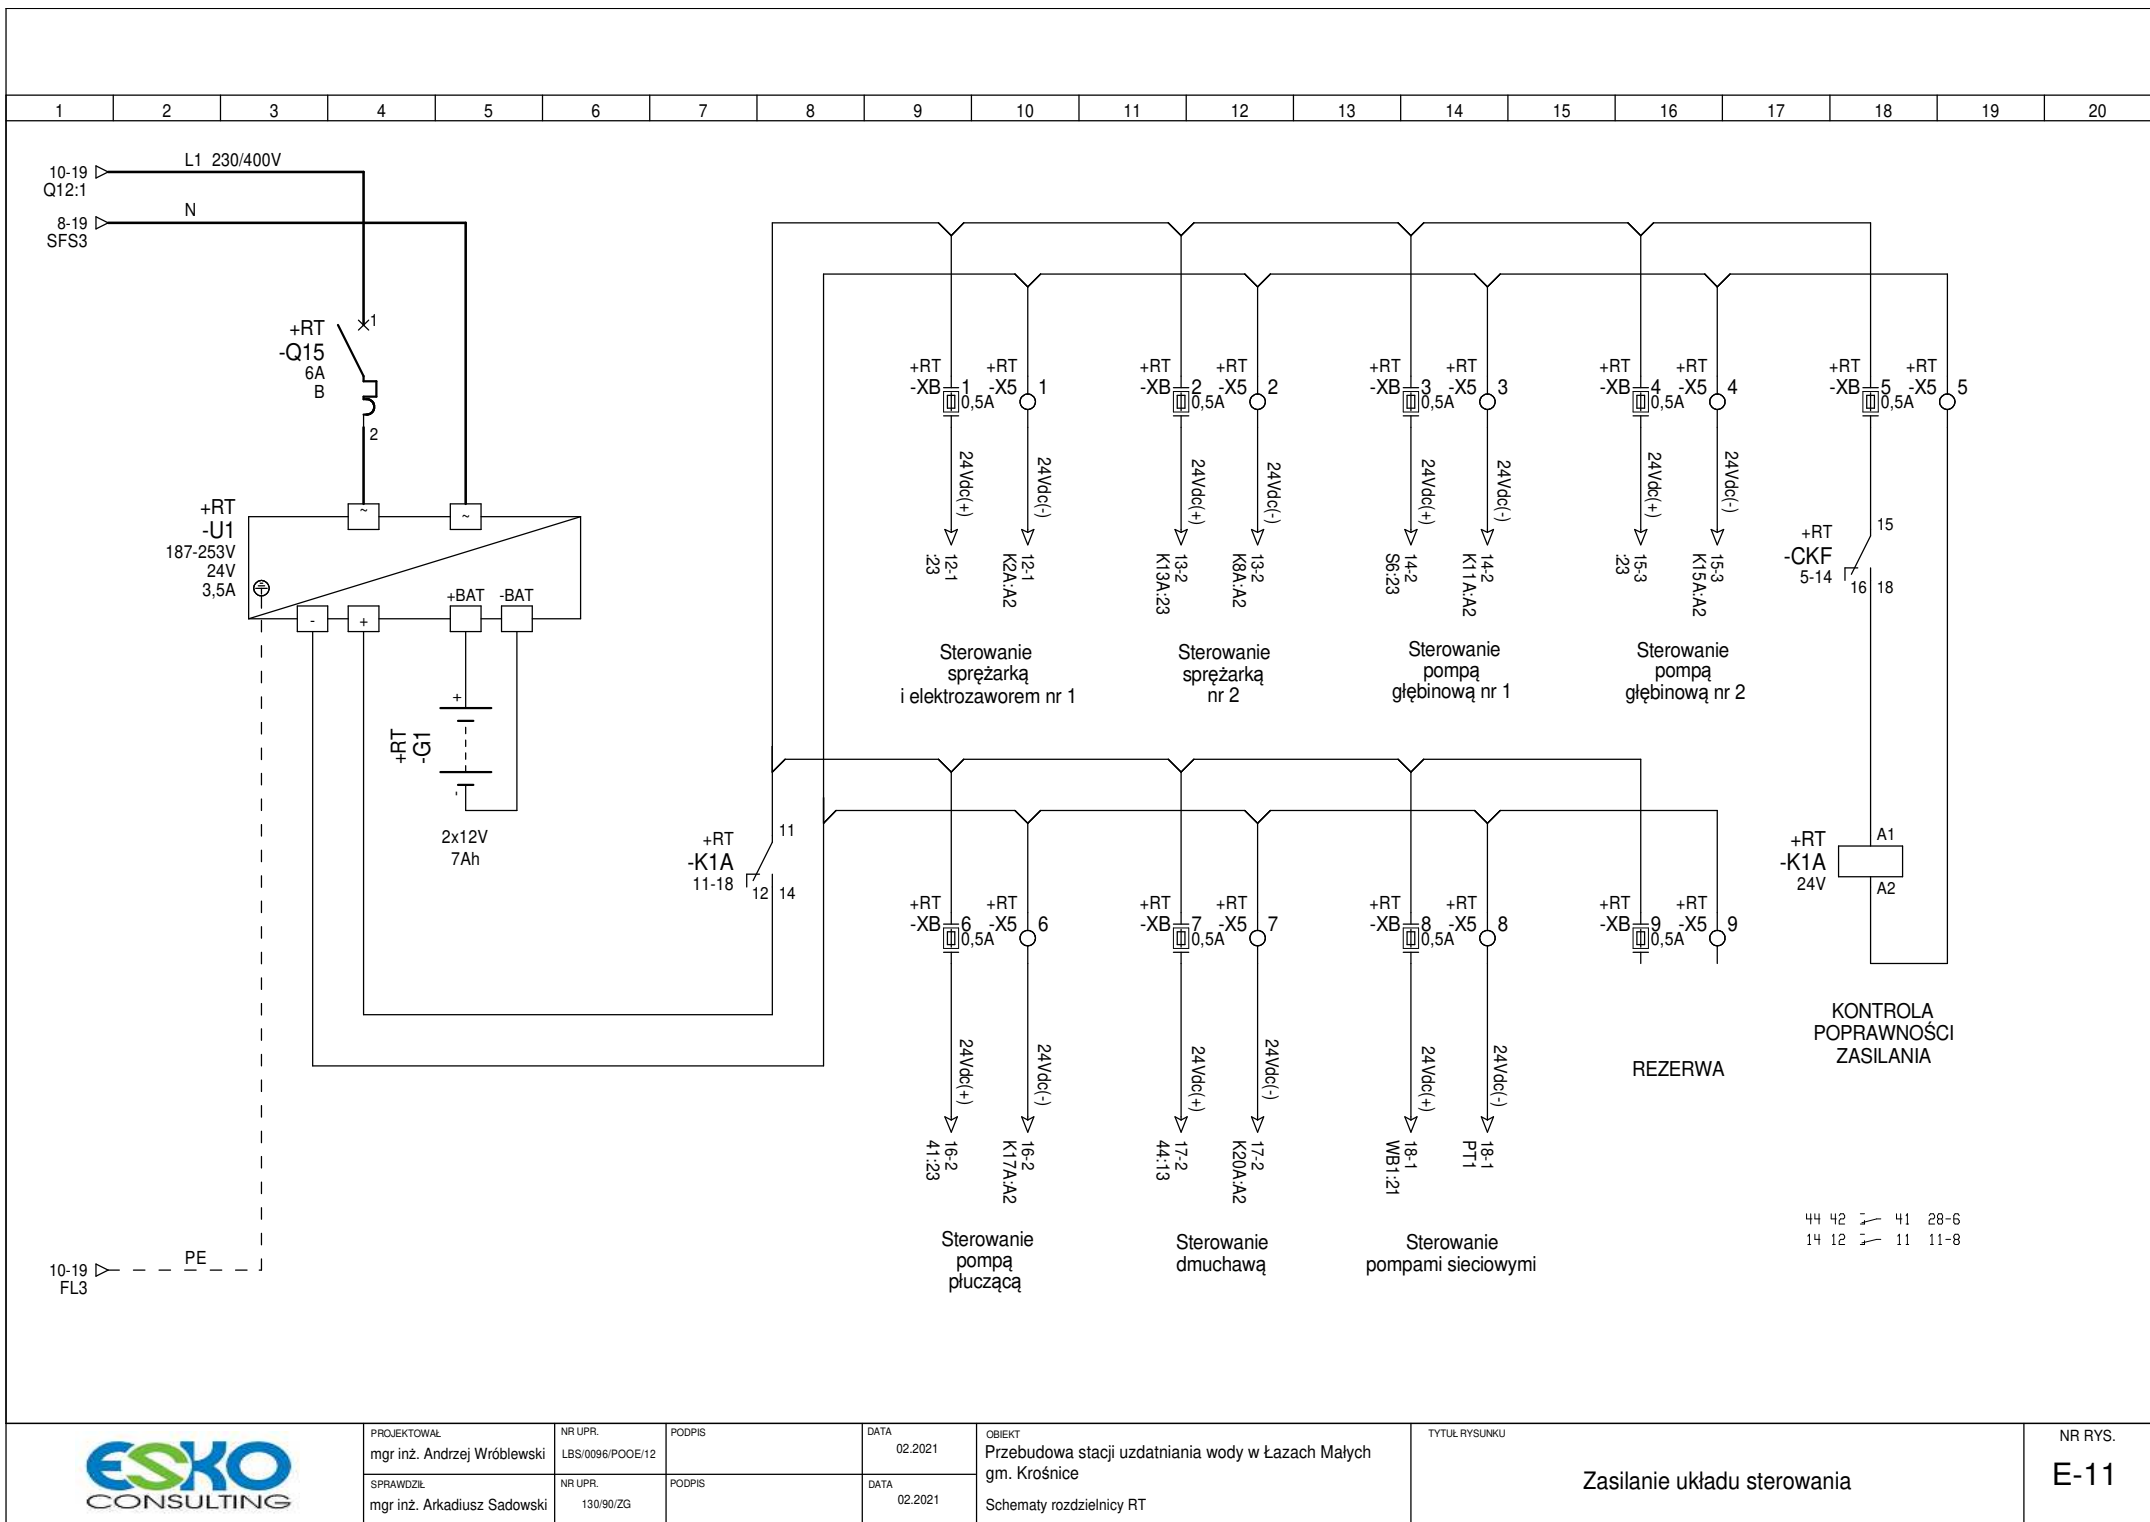 1 2 3 4 5 6 7 8 9 10 11 12 13 14 15 16 17 18 19 20
10-19
Q12:1
L1 230/400V
8-19
SFS3
N
+RT
-Q15
6A
B
1
2
+RT
-U1
187-253V
24V
3,5A
~
~
-
+
+BAT
-BAT
+RT
-G1
+
-
2x12V
7Ah
10-19
FL3
PE
+RT
-K1A
11-18
11
12
14
+RT
-XB
1
0,5A
+RT
-X5
1
24Vdc(+)
12-1
:23
24Vdc(-)
12-1
K2A:A2
Sterowanie
sprężarką
i elektrozaworem nr 1
+RT
-XB
2
0,5A
+RT
-X5
2
24Vdc(+)
13-2
K13A:23
24Vdc(-)
13-2
K8A:A2
Sterowanie
sprężarką
nr 2
+RT
-XB
3
0,5A
+RT
-X5
3
24Vdc(+)
14-2
S6:23
24Vdc(-)
14-2
K11A:A2
Sterowanie
pompą
głębinową nr 1
+RT
-XB
4
0,5A
+RT
-X5
4
24Vdc(+)
15-3
:23
24Vdc(-)
15-3
K15A:A2
Sterowanie
pompą
głębinową nr 2
+RT
-XB
5
0,5A
+RT
-X5
5
+RT
-CKF
5-14
15
16
18
+RT
-K1A
24V
A1
A2
KONTROLA
POPRAWNOŚCI
ZASILANIA
+RT
-XB
6
0,5A
+RT
-X5
6
24Vdc(+)
16-2
41:23
24Vdc(-)
16-2
K17A:A2
Sterowanie
pompą
płuczącą
+RT
-XB
7
0,5A
+RT
-X5
7
24Vdc(+)
17-2
44:13
24Vdc(-)
17-2
K20A:A2
Sterowanie
dmuchawą
+RT
-XB
8
0,5A
+RT
-X5
8
24Vdc(+)
18-1
WB1:21
24Vdc(-)
18-1
PT1
Sterowanie
pompami sieciowymi
+RT
-XB
9
0,5A
+RT
-X5
9
REZERWA
44 42 41 28-6
14 12 11 11-8
ESKO
CONSULTING
PROJEKTOWAŁ
mgr inż. Andrzej Wróblewski
NR UPR.
LBS/0096/POOE/12
PODPIS
DATA
02.2021
SPRAWDZIŁ
mgr inż. Arkadiusz Sadowski
NR UPR.
130/90/ZG
PODPIS
DATA
02.2021
OBIEKT
Przebudowa stacji uzdatniania wody w Łazach Małych
gm. Krośnice
Schematy rozdzielnicy RT
TYTUŁ RYSUNKU
Zasilanie układu sterowania
NR RYS.
E-11